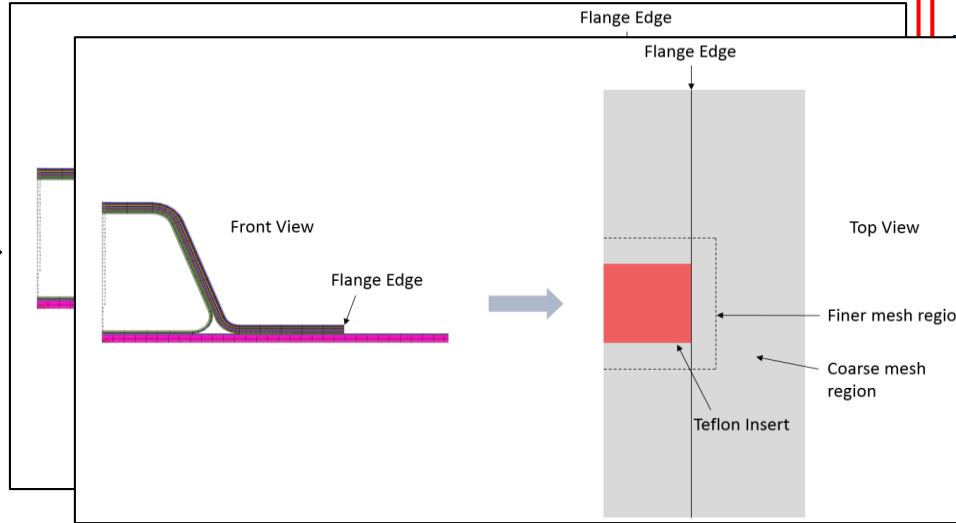 Flange Edge
Flange Edge
Front View
Top View
Flange Edge
Finer mesh regio
Coarse mesh
region
Teflon Insert